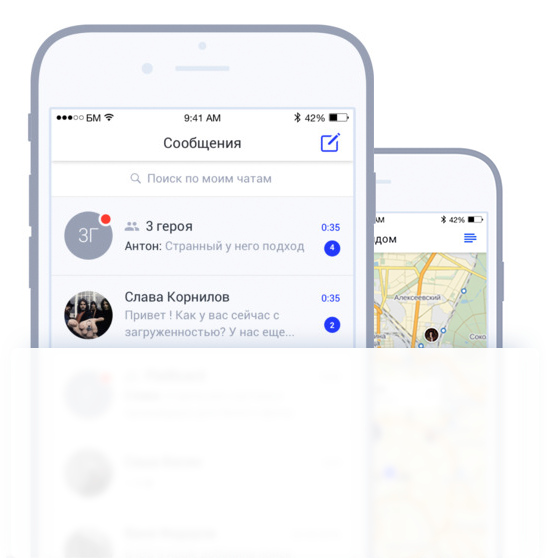 БМ 9:41 AM 42%
Сообщения
Поиск по моим чатам
ЗГ
3 героя 0:35
Антон: Странный у него подход 4
Слава Корнилов 0:35
Привет ! Как у вас сейчас с
загруженностью? У нас еще... 2
AM 42%
дом
Алексеевский
Соко